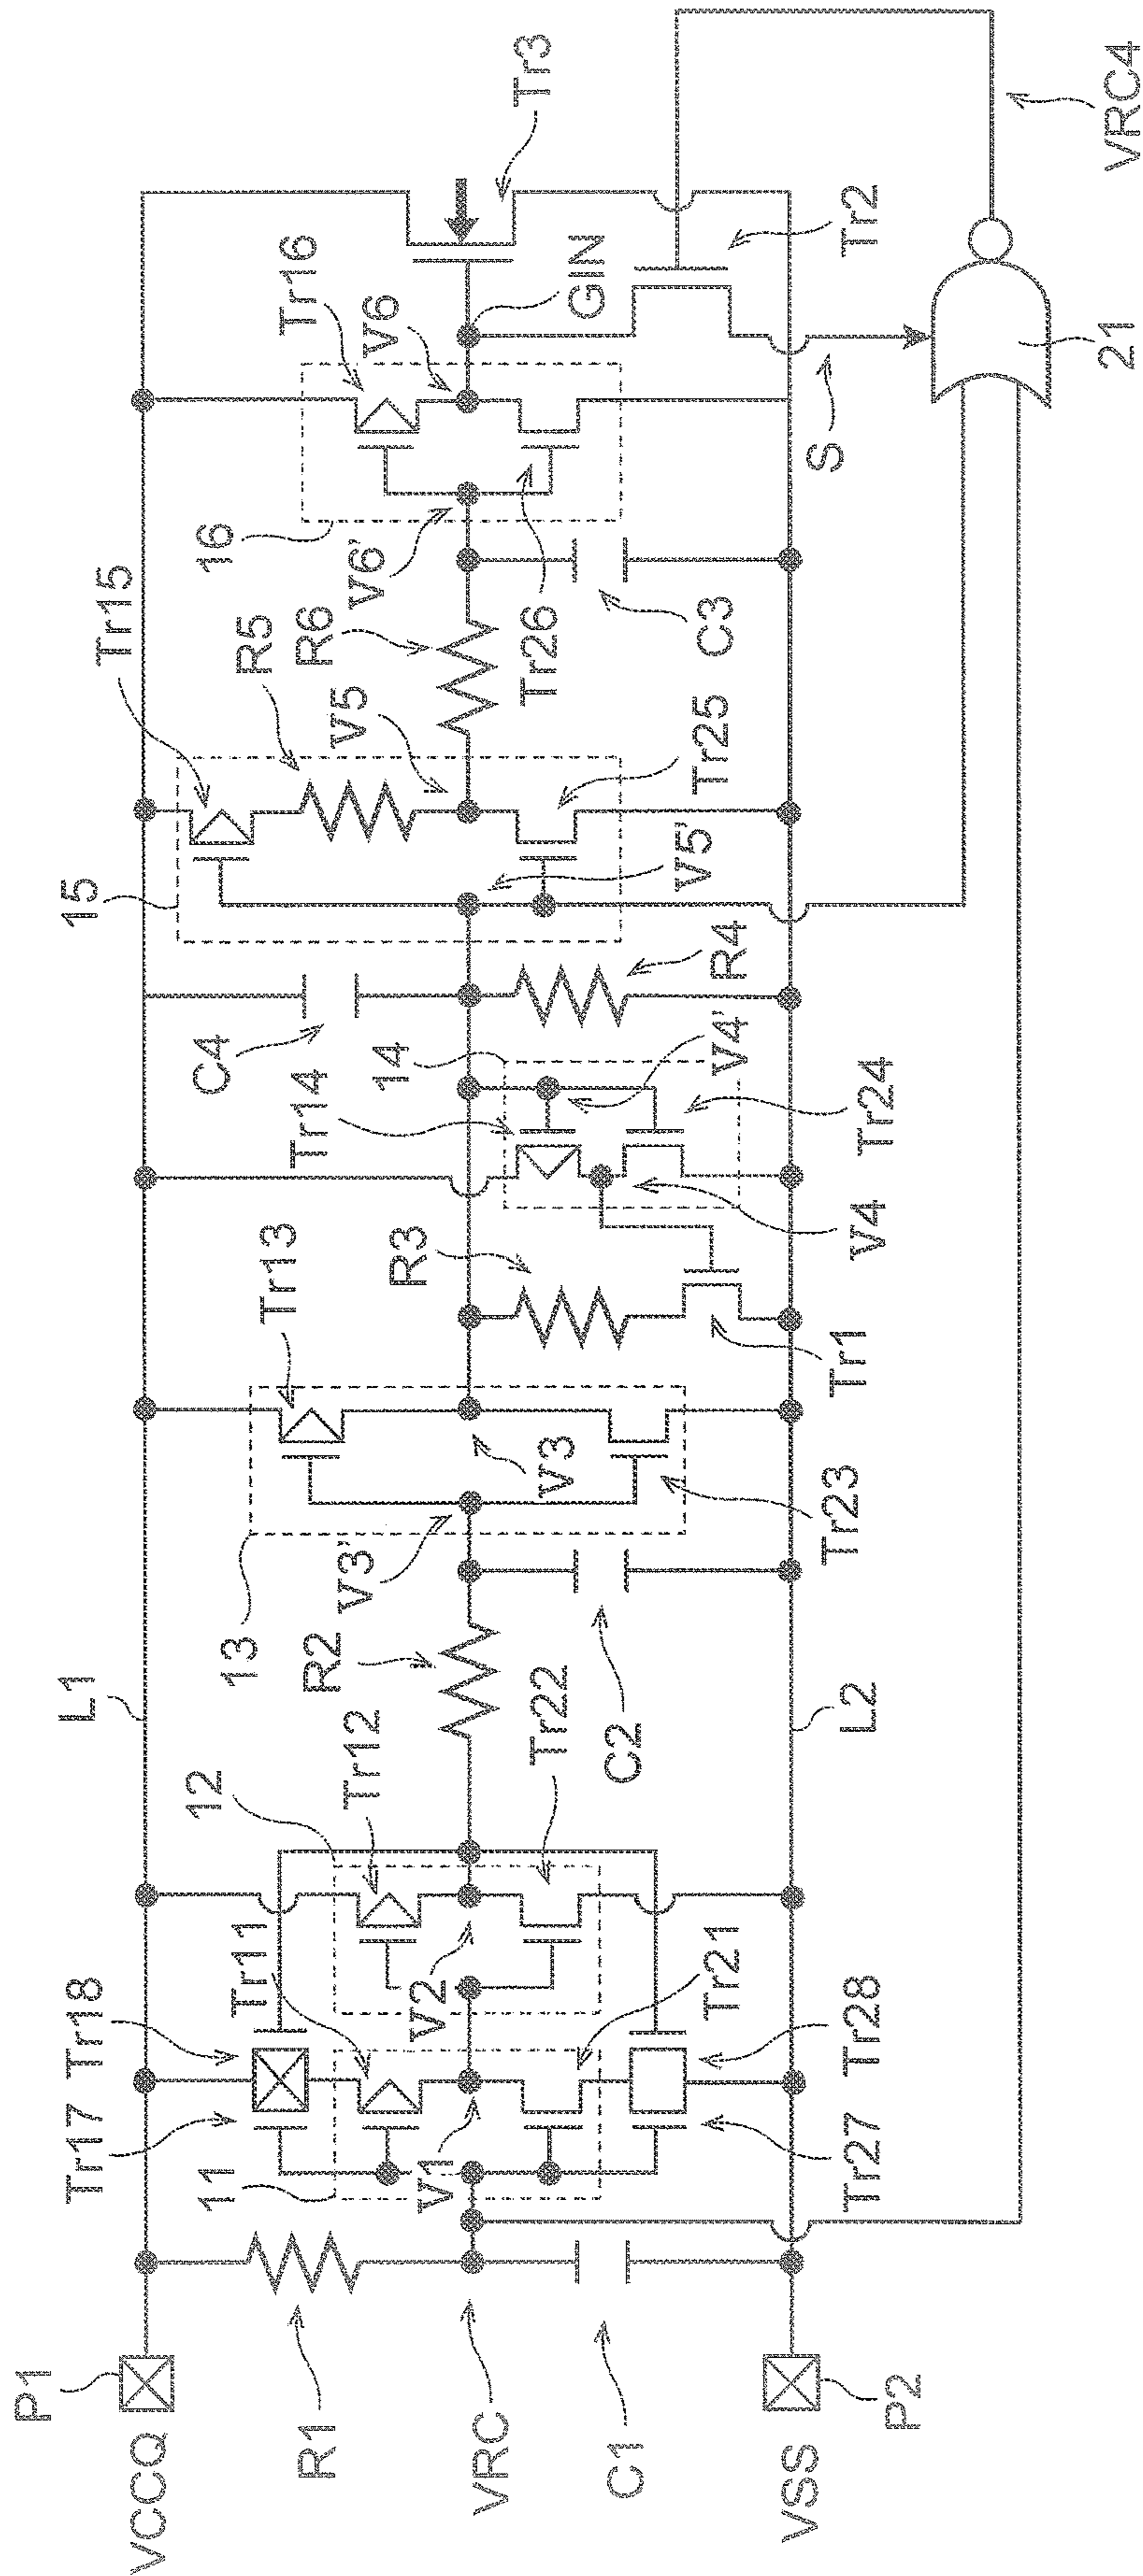 P1
VCCQ
R1
VRC
C1
VSS
P2
Tr17
Tr18
11
V1
Tr11
Tr21
Tr27
Tr28
12
V2
Tr12
Tr22
L1
L2
R2
C2
13
V3'
V3
Tr13
Tr23
R3
Tr1
V4
Tr14
14
V4'
Tr24
C4
R4
15
V5'
Tr15
R5
V5
Tr25
R6
C3
16
V6'
Tr26
Tr16
V6
GIN
S
21
Tr2
Tr3
VRC4